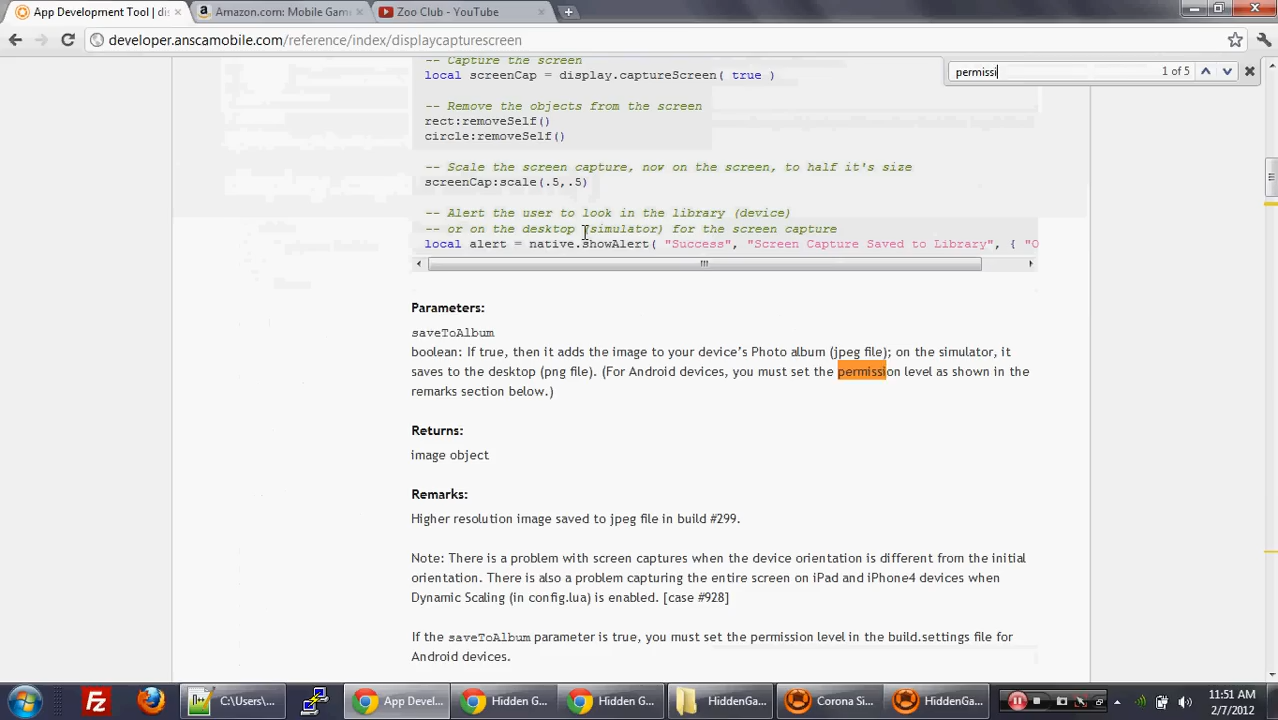 App Development Tool | dis
Amazon.com: Mobile Gam
Zoo Club - YouTube
developer.anscamobile.com/reference/index/displaycapturescreen
permissi
1 of 5
-- Capture the screen
local screenCap = display.captureScreen( true )
-- Remove the objects from the screen
rect:removeSelf()
circle:removeSelf()
-- Scale the screen capture, now on the screen, to half it's size
screenCap:scale(.5,.5)
-- Alert the user to look in the library (device)
-- or on the desktop (simulator) for the screen capture
local alert = native.showAlert( "Success", "Screen Capture Saved to Library", { "O
Parameters:
saveToAlbum
boolean: If true, then it adds the image to your device's Photo album (jpeg file); on the simulator, it
saves to the desktop (png file). (For Android devices, you must set the permission level as shown in the
remarks section below.)
Returns:
image object
Remarks:
Higher resolution image saved to jpeg file in build #299.
Note: There is a problem with screen captures when the device orientation is different from the initial
orientation. There is also a problem capturing the entire screen on iPad and iPhone4 devices when
Dynamic Scaling (in config.lua) is enabled. [case #928]
If the saveToAlbum parameter is true, you must set the permission level in the build.settings file for
Android devices.
C:\Users\...
App Devel...
Hidden G...
Hidden G...
HiddenGa...
Corona Si...
HiddenGa...
11:51 AM
2/7/2012